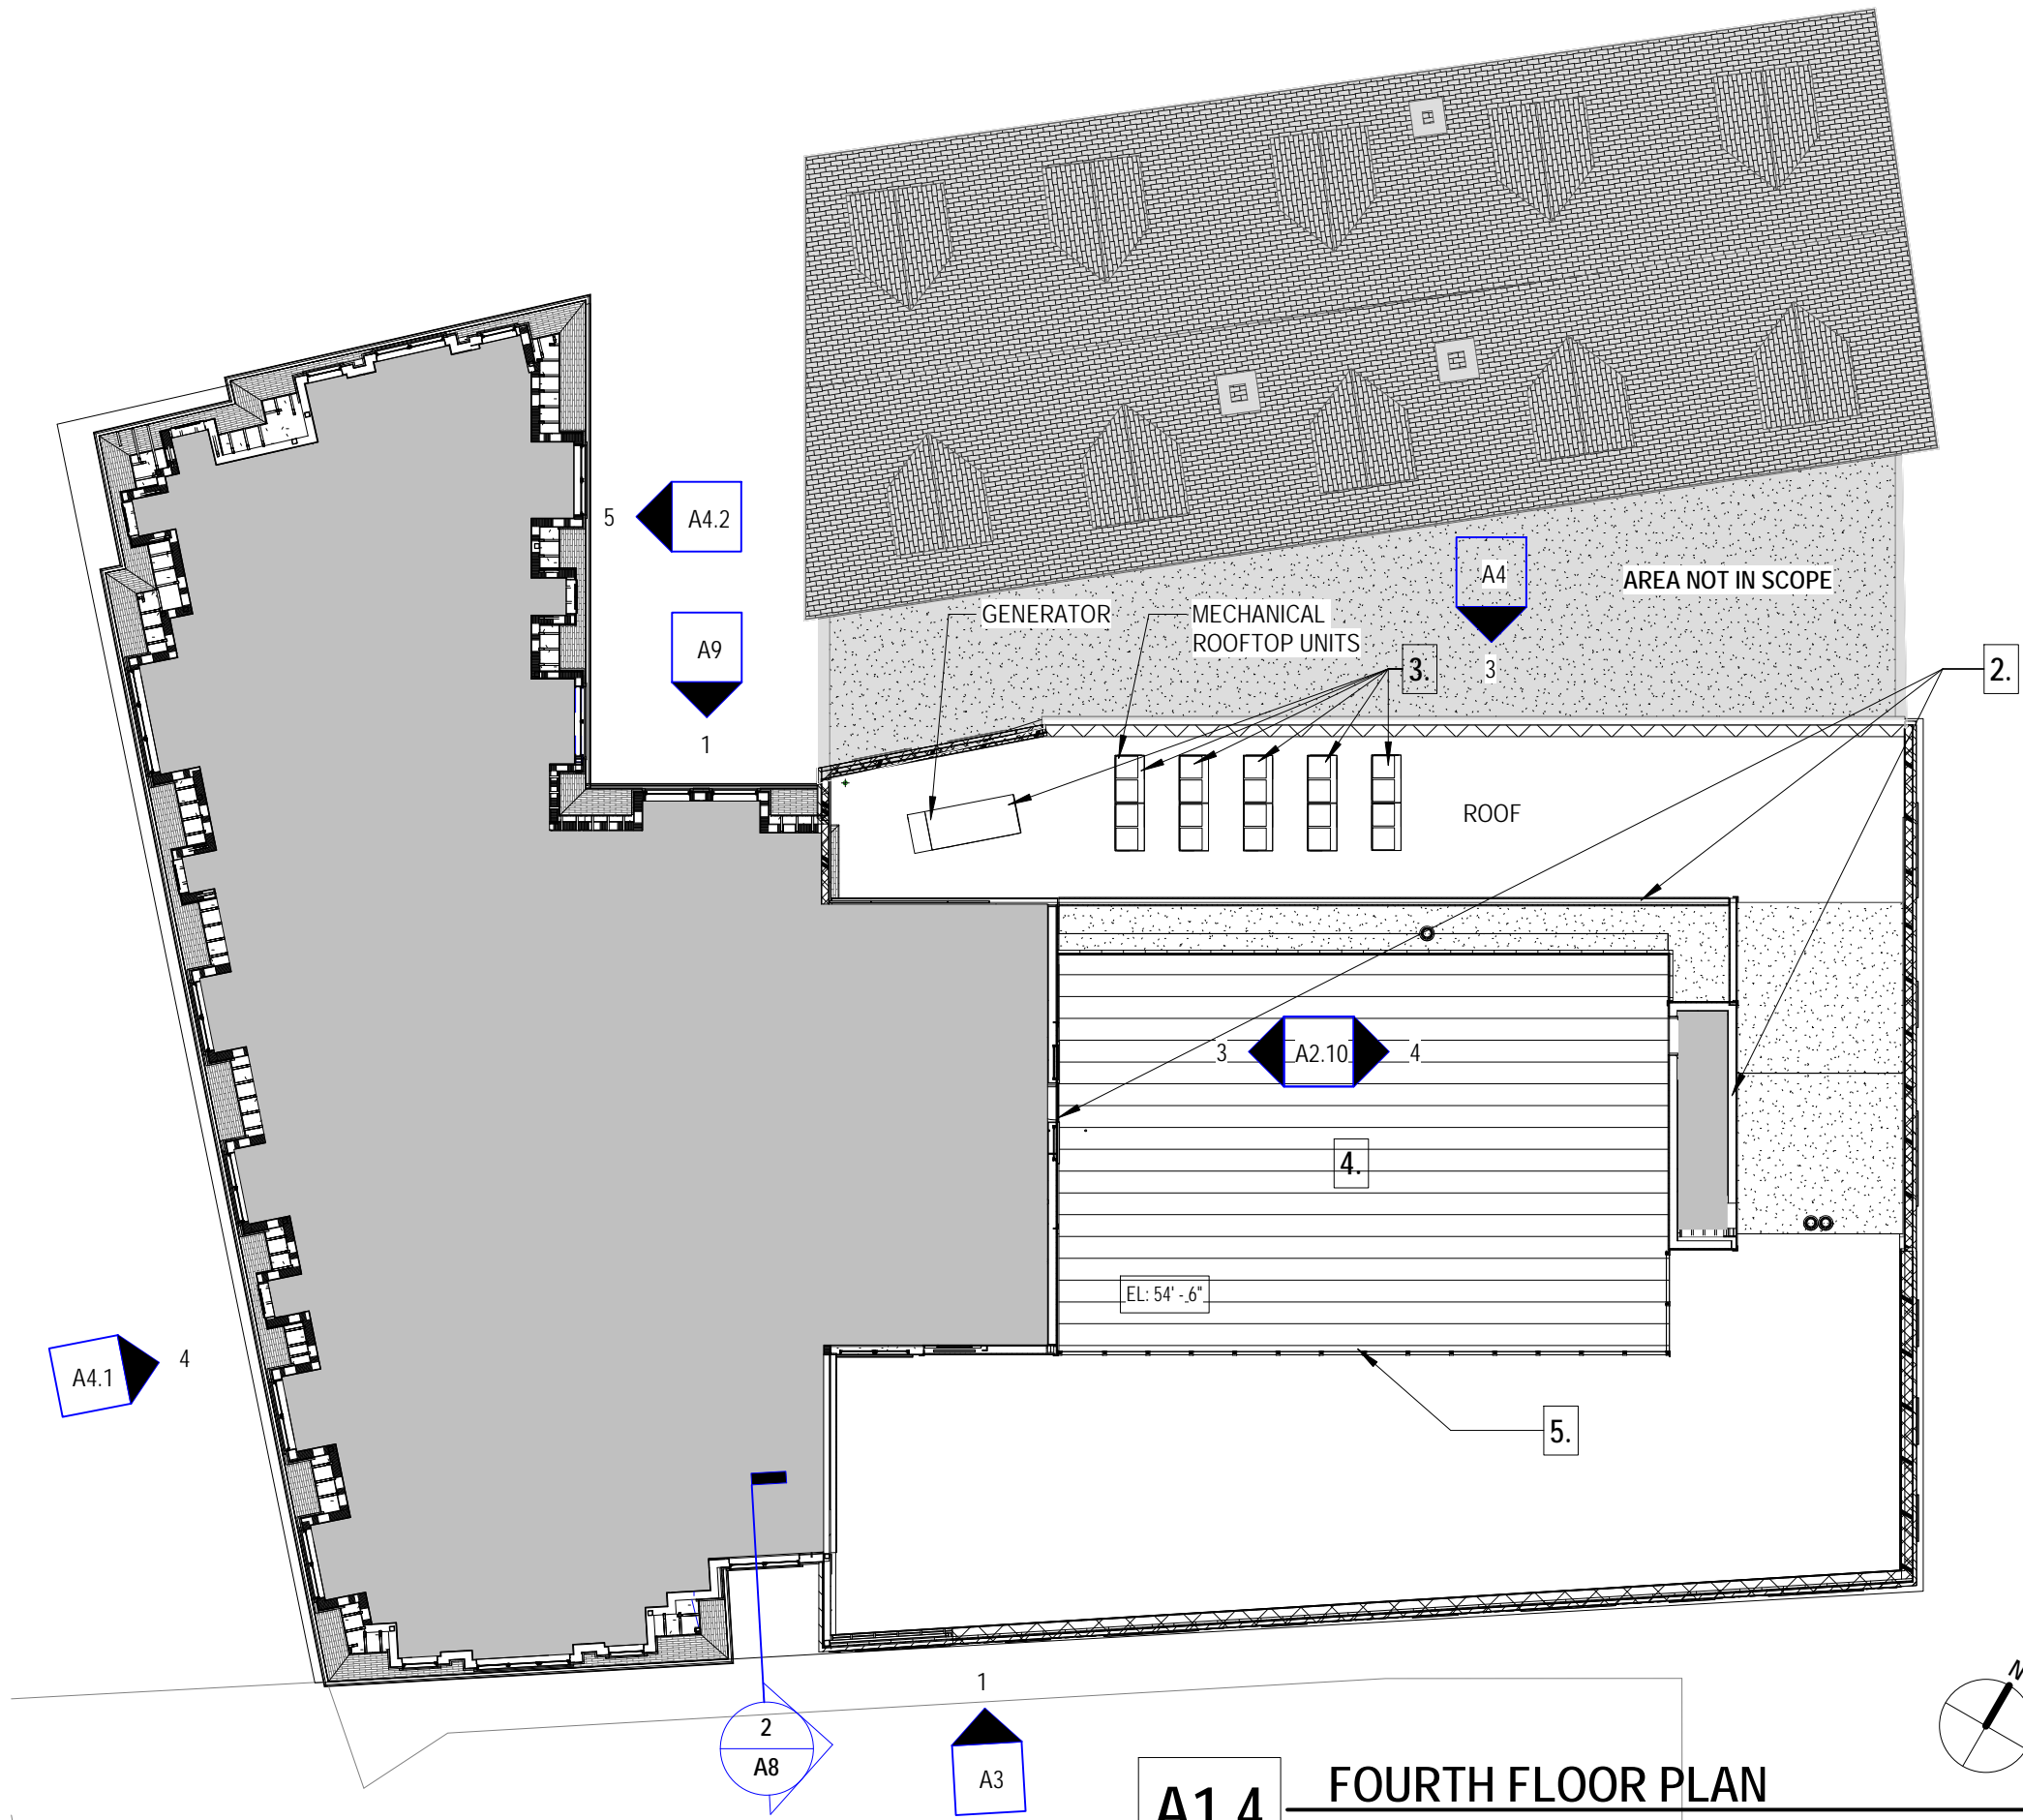 5
A4.2
A9
1
GENERATOR
MECHANICAL
ROOFTOP UNITS
A4
3
AREA NOT IN SCOPE
3.
2.
ROOF
3
A2.10
4
4.
EL: 54' - 6"
5.
A4.1
4
2
A8
1
A3
N
A1.4
FOURTH FLOOR PLAN